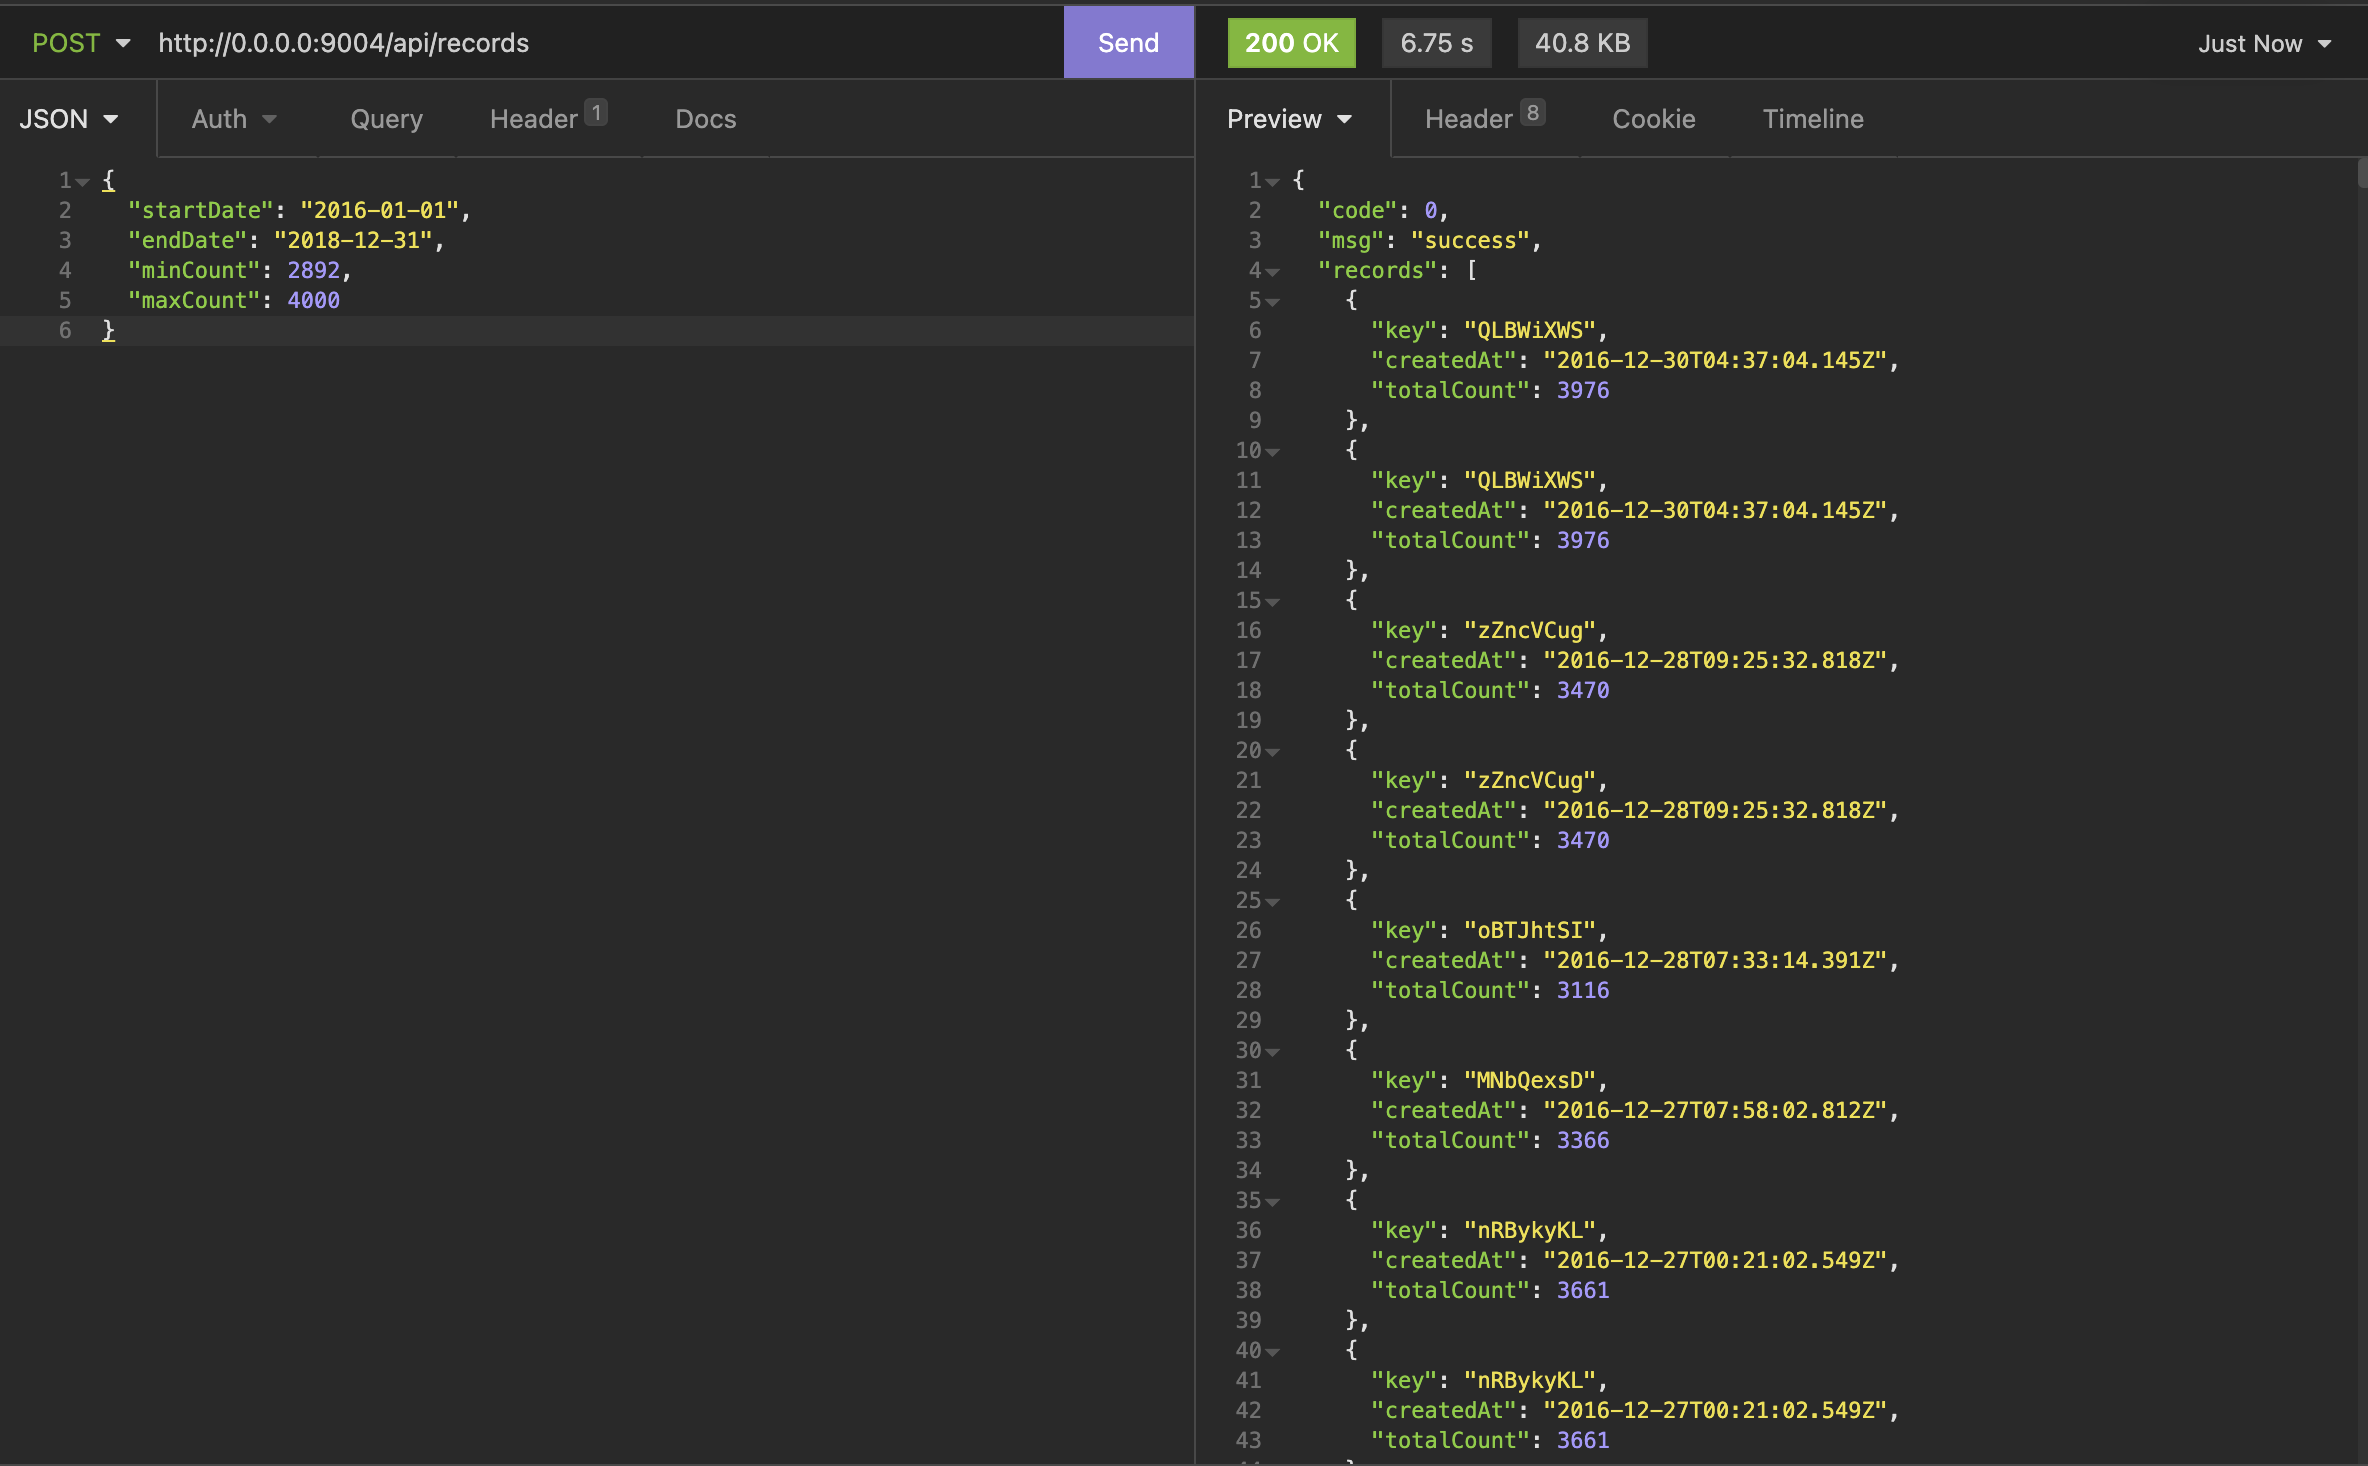 POST http://0.0.0.0:9004/api/records Send 200 OK 6.75 s 40.8 KB Just Now
JSON Auth Query Header 1 Docs
1 {
2 "startDate": "2016-01-01",
3 "endDate": "2018-12-31",
4 "minCount": 2892,
5 "maxCount": 4000
6 }
Preview Header 8 Cookie Timeline
1 {
2 "code": 0,
3 "msg": "success",
4 "records": [
5 {
6 "key": "QLBWiXWS",
7 "createdAt": "2016-12-30T04:37:04.145Z",
8 "totalCount": 3976
9 },
10 {
11 "key": "QLBWiXWS",
12 "createdAt": "2016-12-30T04:37:04.145Z",
13 "totalCount": 3976
14 },
15 {
16 "key": "zZncVCug",
17 "createdAt": "2016-12-28T09:25:32.818Z",
18 "totalCount": 3470
19 },
20 {
21 "key": "zZncVCug",
22 "createdAt": "2016-12-28T09:25:32.818Z",
23 "totalCount": 3470
24 },
25 {
26 "key": "oBTJhtSI",
27 "createdAt": "2016-12-28T07:33:14.391Z",
28 "totalCount": 3116
29 },
30 {
31 "key": "MNbQexsD",
32 "createdAt": "2016-12-27T07:58:02.812Z",
33 "totalCount": 3366
34 },
35 {
36 "key": "nRBykyKL",
37 "createdAt": "2016-12-27T00:21:02.549Z",
38 "totalCount": 3661
39 },
40 {
41 "key": "nRBykyKL",
42 "createdAt": "2016-12-27T00:21:02.549Z",
43 "totalCount": 3661